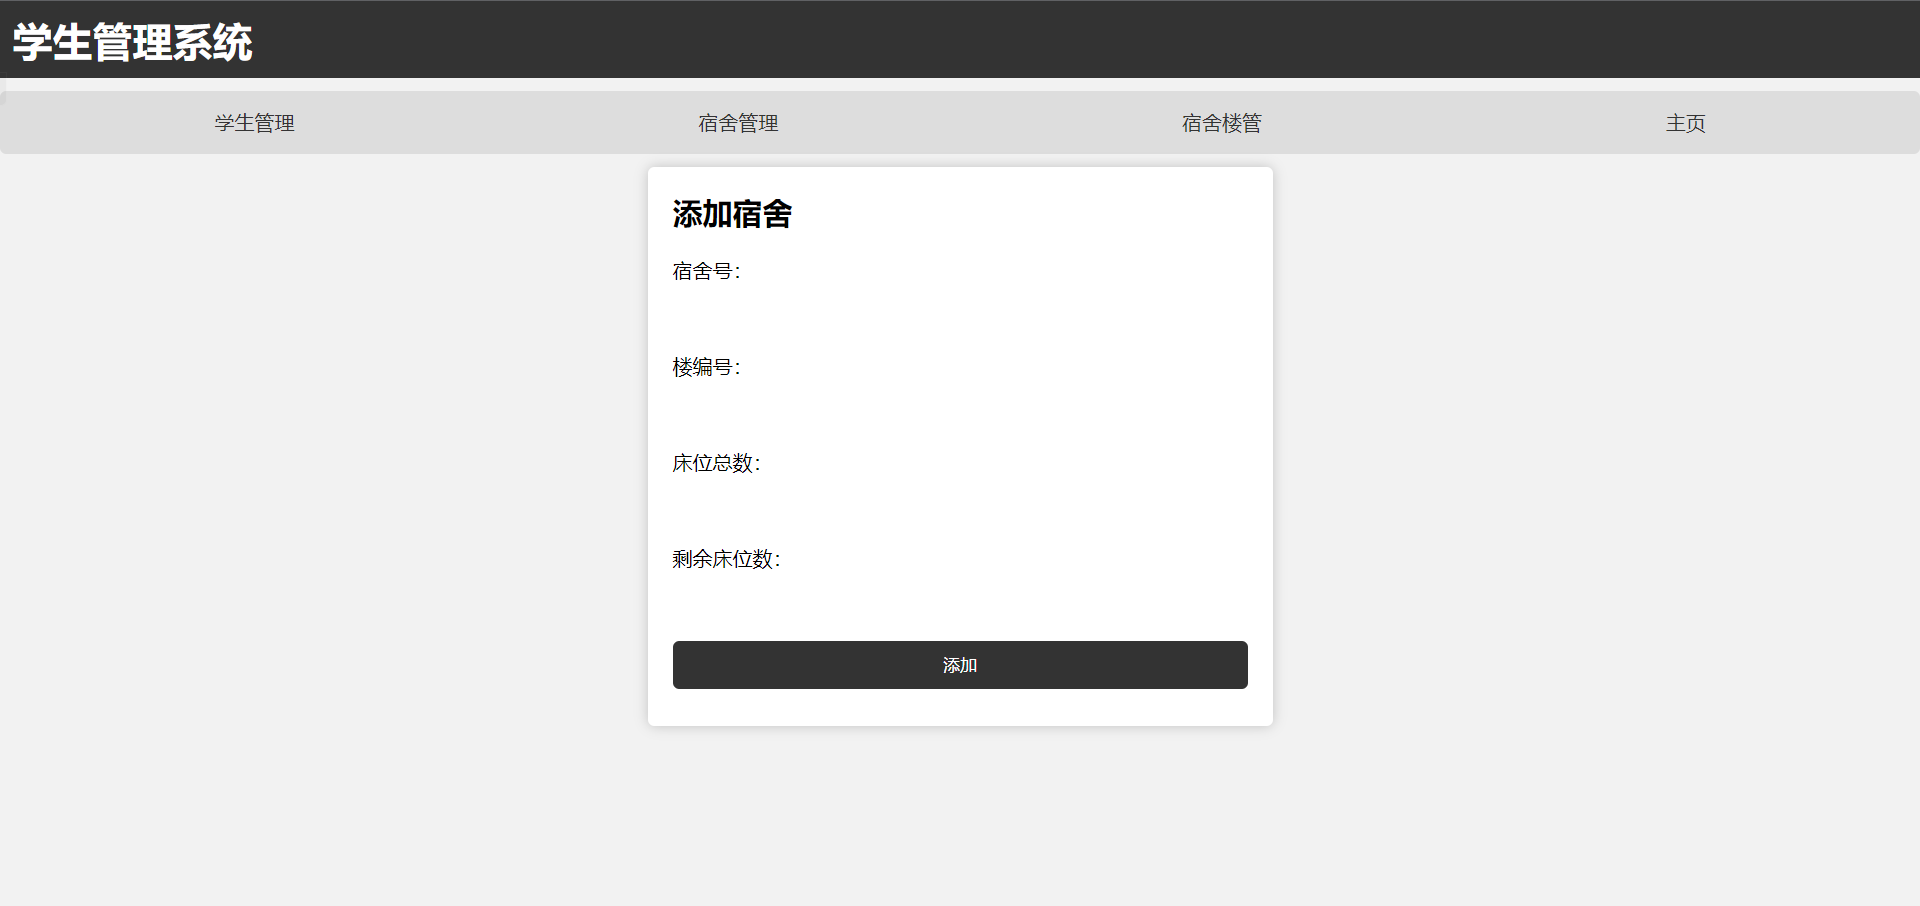 学生管理系统
学生管理 宿舍管理 宿舍楼管 主页
添加宿舍
宿舍号：
楼编号：
床位总数：
剩余床位数：
添加